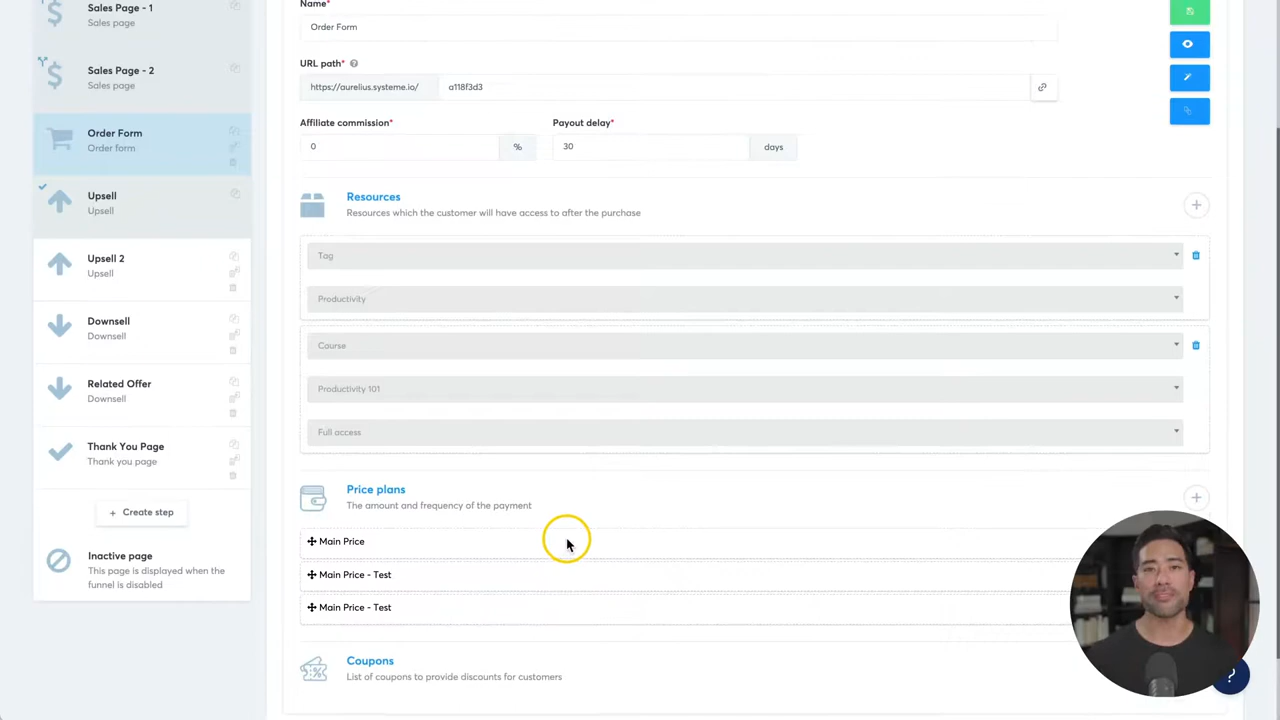 Sales Page - 1
Sales page
Sales Page - 2
Sales page
Order Form
Order form
Upsell
Upsell
Upsell 2
Upsell
Downsell
Downsell
Related Offer
Downsell
Thank You Page
Thank you page
+ Create step
Inactive page
This page is displayed when the
funnel is disabled
Name*
Order Form
URL path* ?
https://aurelius.systeme.io/ a118f3d3
Affiliate commission* Payout delay*
0 % 30 days
Resources
Resources which the customer will have access to after the purchase
Tag
Productivity
Course
Productivity 101
Full access
Price plans
The amount and frequency of the payment
Main Price
Main Price - Test
Main Price - Test
Coupons
List of coupons to provide discounts for customers
?